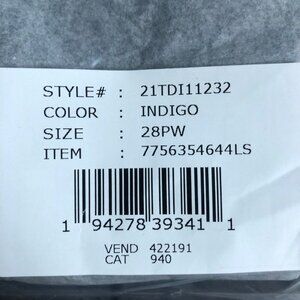 STYLE# : 21TDI11232
COLOR : INDIGO
SIZE : 28PW
ITEM : 7756354644LS
1 94278 39341 1
VEND 422191
CAT 940